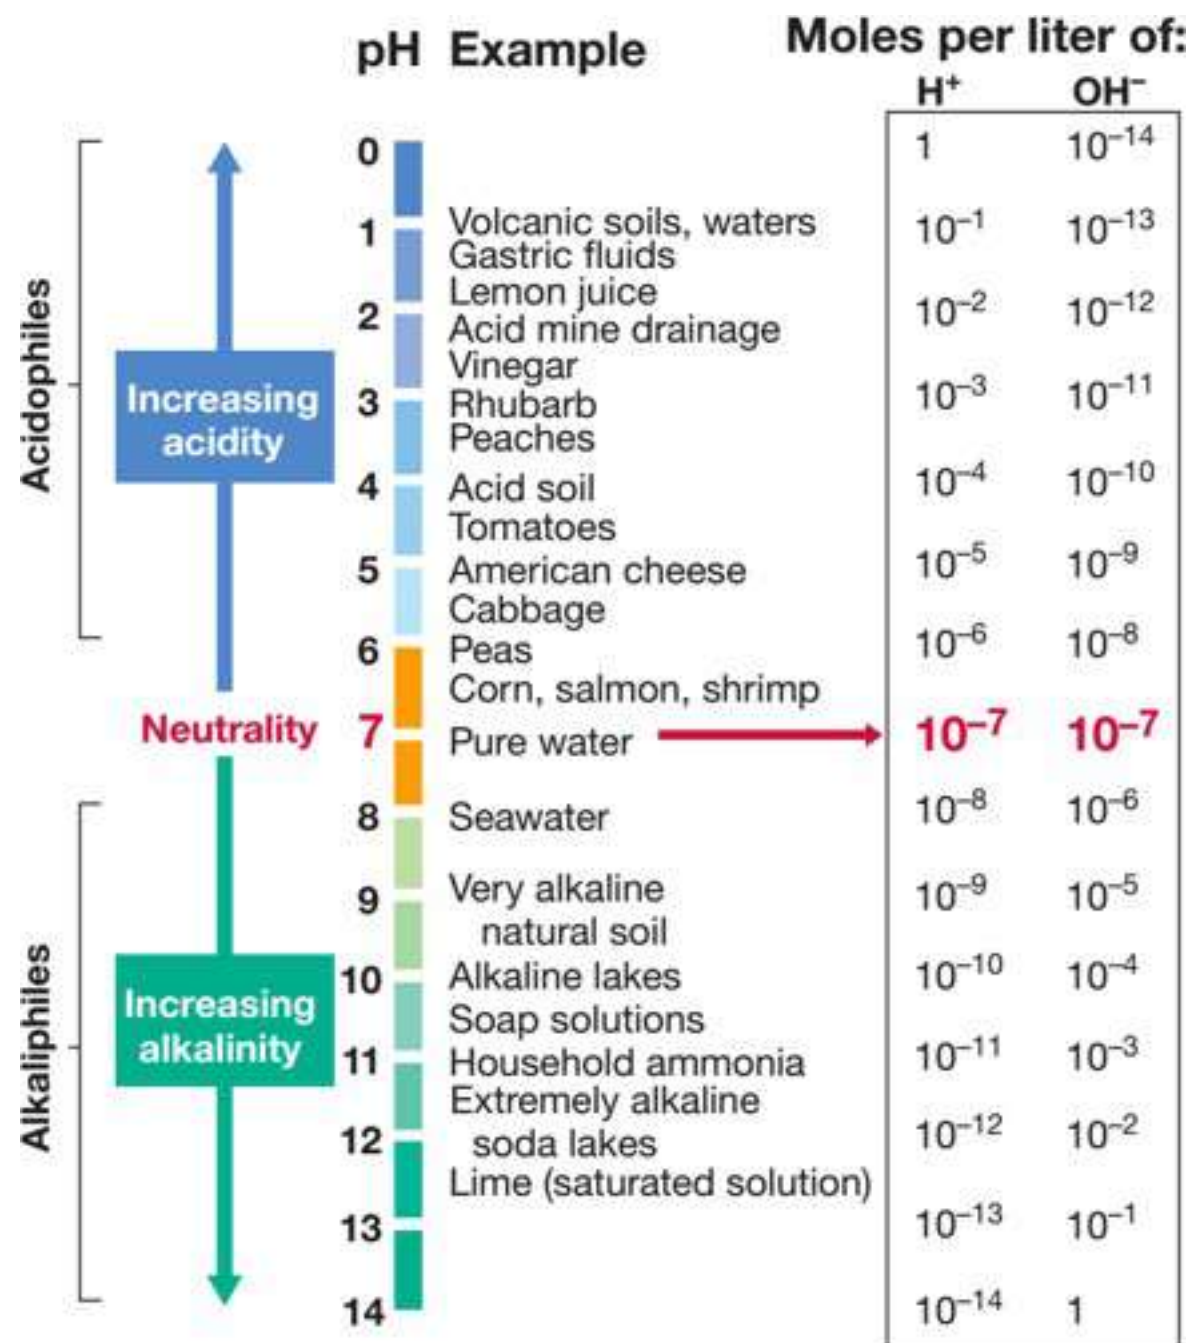 Moles per liter of:
pH Example H⁺ OH⁻
0 1 10⁻¹⁴
1 Volcanic soils, waters 10⁻¹ 10⁻¹³
Gastric fluids
Lemon juice
2 10⁻² 10⁻¹²
Acid mine drainage
Vinegar
3 Rhubarb 10⁻³ 10⁻¹¹
Peaches
Increasing
acidity
Acidophiles
4 Acid soil 10⁻⁴ 10⁻¹⁰
Tomatoes
5 American cheese 10⁻⁵ 10⁻⁹
Cabbage
6 Peas 10⁻⁶ 10⁻⁸
Corn, salmon, shrimp
Neutrality 7 Pure water 10⁻⁷ 10⁻⁷
8 Seawater 10⁻⁸ 10⁻⁶
9 Very alkaline 10⁻⁹ 10⁻⁵
natural soil
10 Alkaline lakes 10⁻¹⁰ 10⁻⁴
Increasing
alkalinity
Alkaliphiles
Soap solutions
11 Household ammonia 10⁻¹¹ 10⁻³
Extremely alkaline
12 soda lakes 10⁻¹² 10⁻²
Lime (saturated solution)
13 10⁻¹³ 10⁻¹
14 10⁻¹⁴ 1